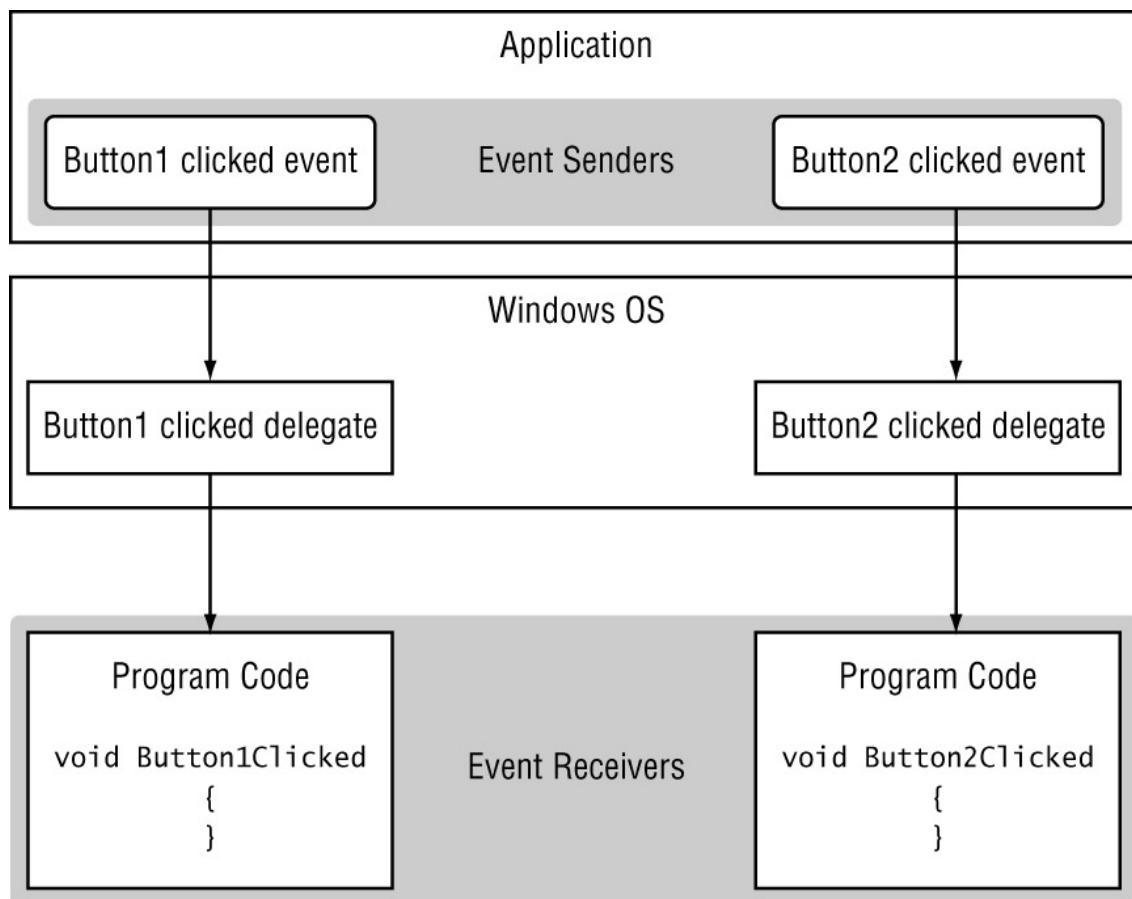 Application
Button1 clicked event
Event Senders
Button2 clicked event
Windows OS
Button1 clicked delegate
Button2 clicked delegate
Program Code
void Button1Clicked
{
}
Event Receivers
Program Code
void Button2Clicked
{
}